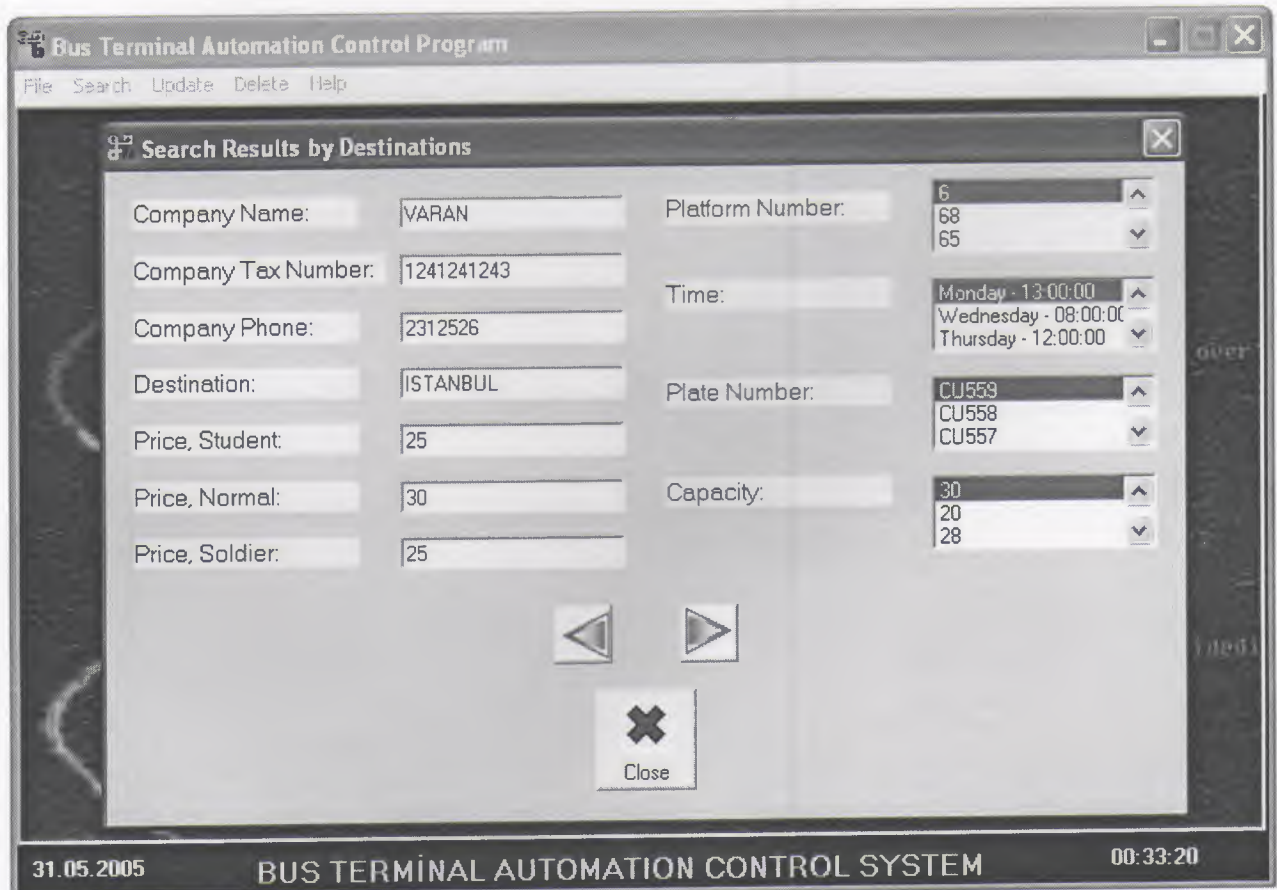 Bus Terminal Automation Control Program
File Search Update Delete Help
Search Results by Destinations
Company Name: VARAN
Company Tax Number: 1241241243
Company Phone: 2312526
Destination: ISTANBUL
Price, Student: 25
Price, Normal: 30
Price, Soldier: 25
Platform Number:
6
68
65
Time:
Monday - 13:00:00
Wednesday - 08:00:00
Thursday - 12:00:00
Plate Number:
CU559
CU558
CU557
Capacity:
30
20
28
over
Close
31.05.2005 BUS TERMİNAL AUTOMATION CONTROL SYSTEM 00:33:20